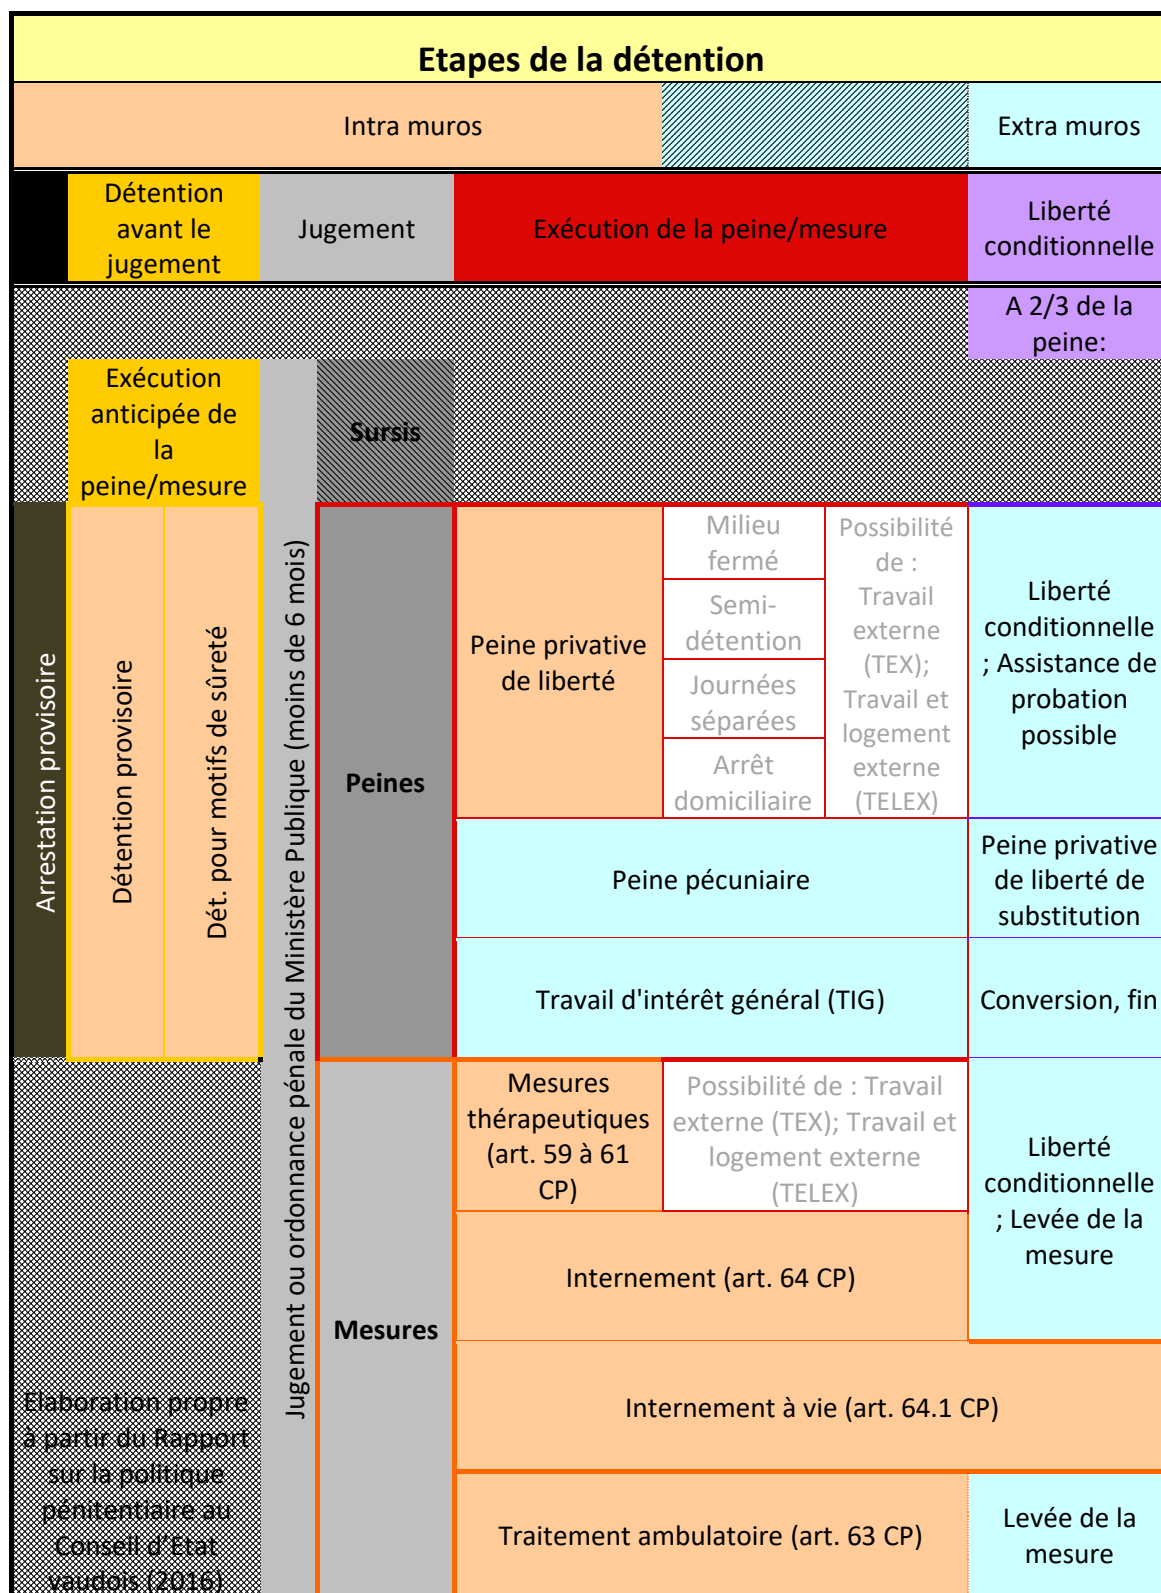 Etapes de la détention
Intra muros
Extra muros
Détention
avant le
jugement
Jugement
Exécution de la peine/mesure
Liberté
conditionnelle
A 2/3 de la
peine:
Exécution
anticipée de
la
peine/mesure
Sursis
Arrestation provisoire
Détention provisoire
Dét. pour motifs de sûreté
Jugement ou ordonnance pénale du Ministère Publique (moins de 6 mois)
Peines
Peine privative
de liberté
Milieu
fermé
Semi-
détention
Journées
séparées
Arrêt
domiciliaire
Possibilité
de :
Travail
externe
(TEX);
Travail et
logement
externe
(TELEX)
Liberté
conditionnelle
; Assistance de
probation
possible
Peine pécuniaire
Peine privative
de liberté de
substitution
Travail d'intérêt général (TIG)
Conversion, fin
Mesures
Mesures
thérapeutiques
(art. 59 à 61
CP)
Possibilité de : Travail
externe (TEX); Travail et
logement externe
(TELEX)
Liberté
conditionnelle
; Levée de la
mesure
Internement (art. 64 CP)
Internement à vie (art. 64.1 CP)
Traitement ambulatoire (art. 63 CP)
Levée de la
mesure
Elaboration propre
à partir du Rapport
sur la politique
pénitentiaire au
Conseil d'Etat
vaudois (2016)